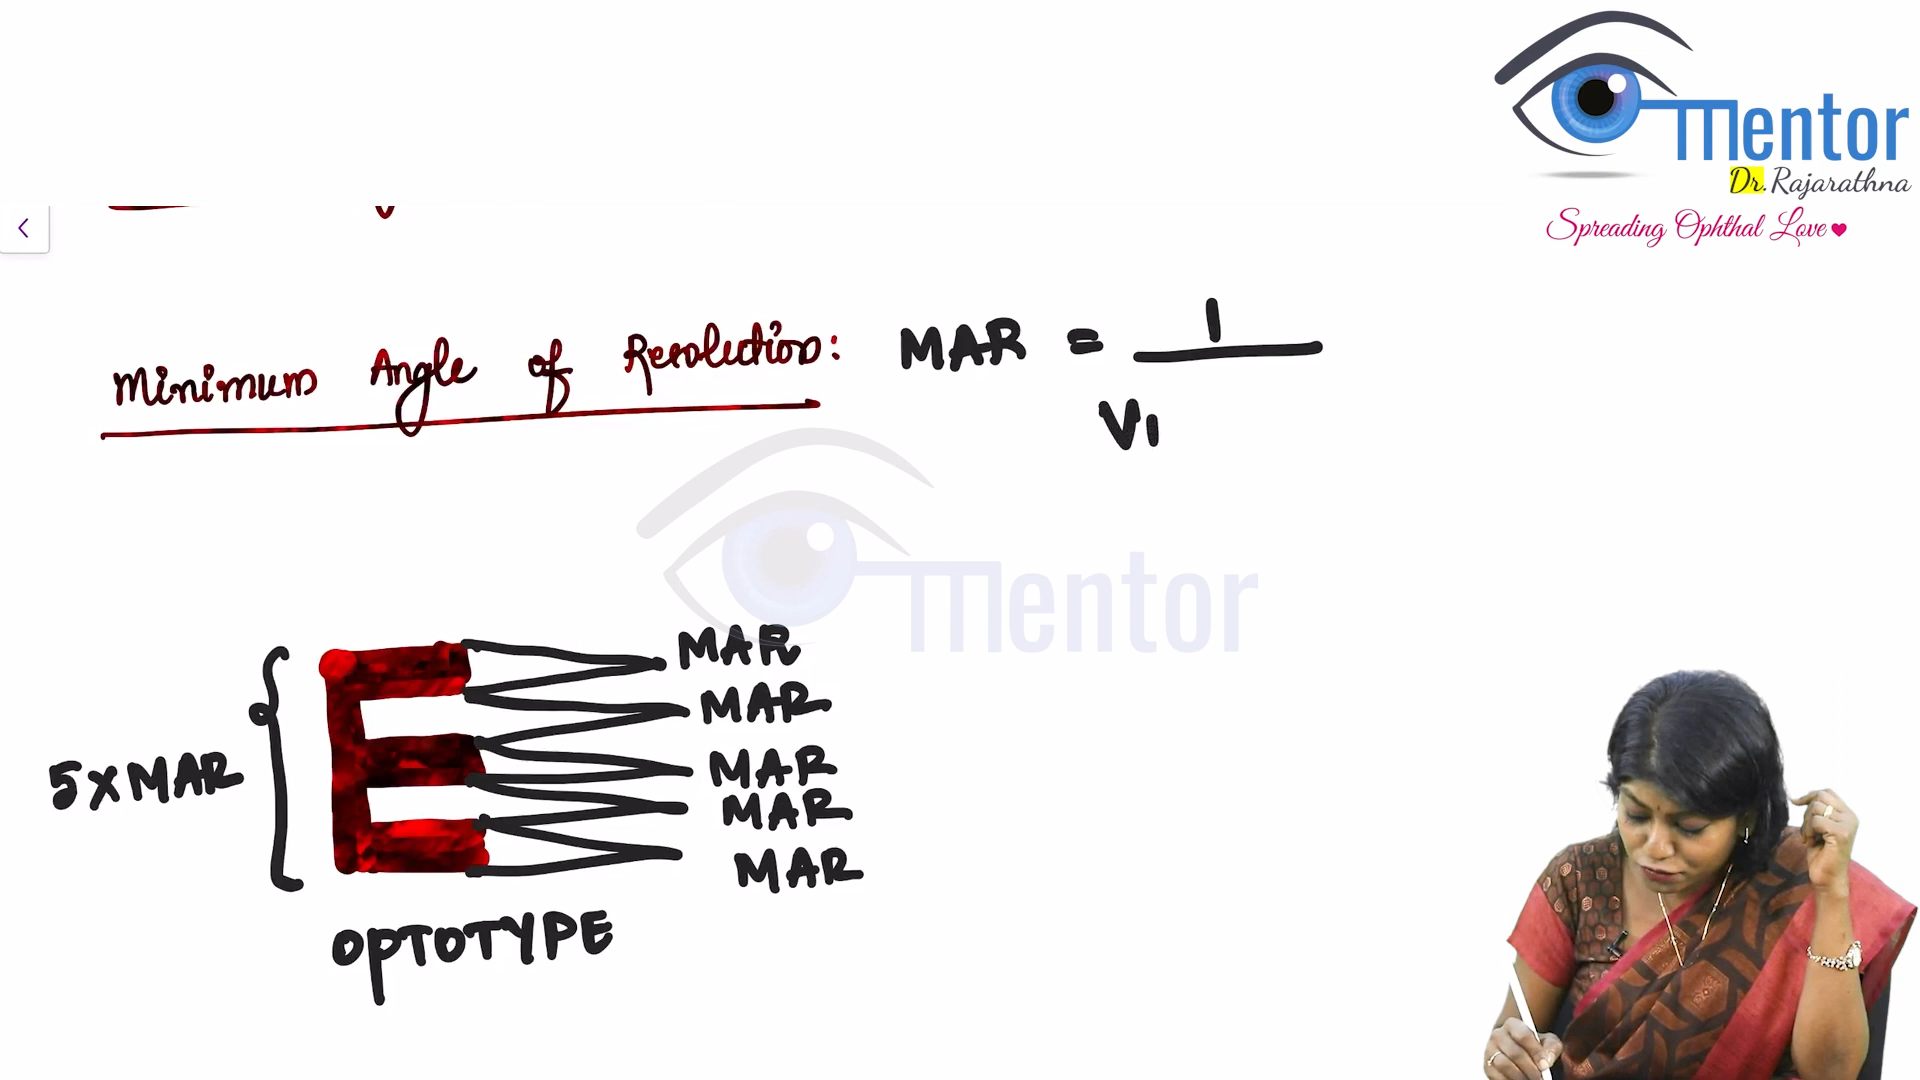 mentor
Dr. Rajarathna
Spreading Ophthal Love
Minimum Angle of Resolution: MAR = 1
VI
mentor
MAR
MAR
5xMAR
MAR
MAR
MAR
OPTOTYPE